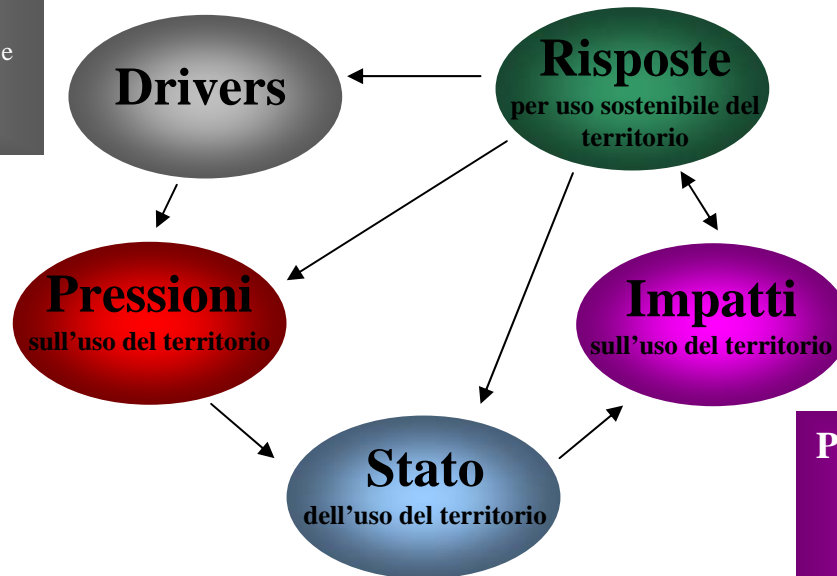 e
Drivers
Risposte
per uso sostenibile del
territorio
Pressioni
sull’uso del territorio
Impatti
sull’uso del territorio
Stato
dell’uso del territorio
P